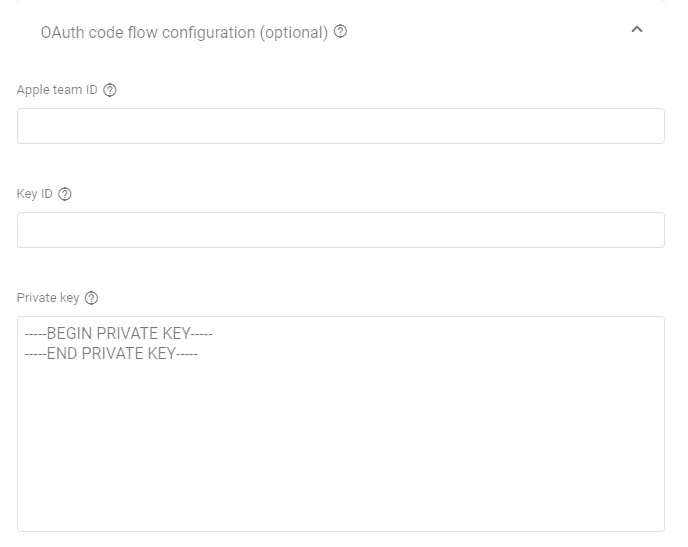 OAuth code flow configuration (optional)
Apple team ID
Key ID
Private key
-----BEGIN PRIVATE KEY-----
-----END PRIVATE KEY-----